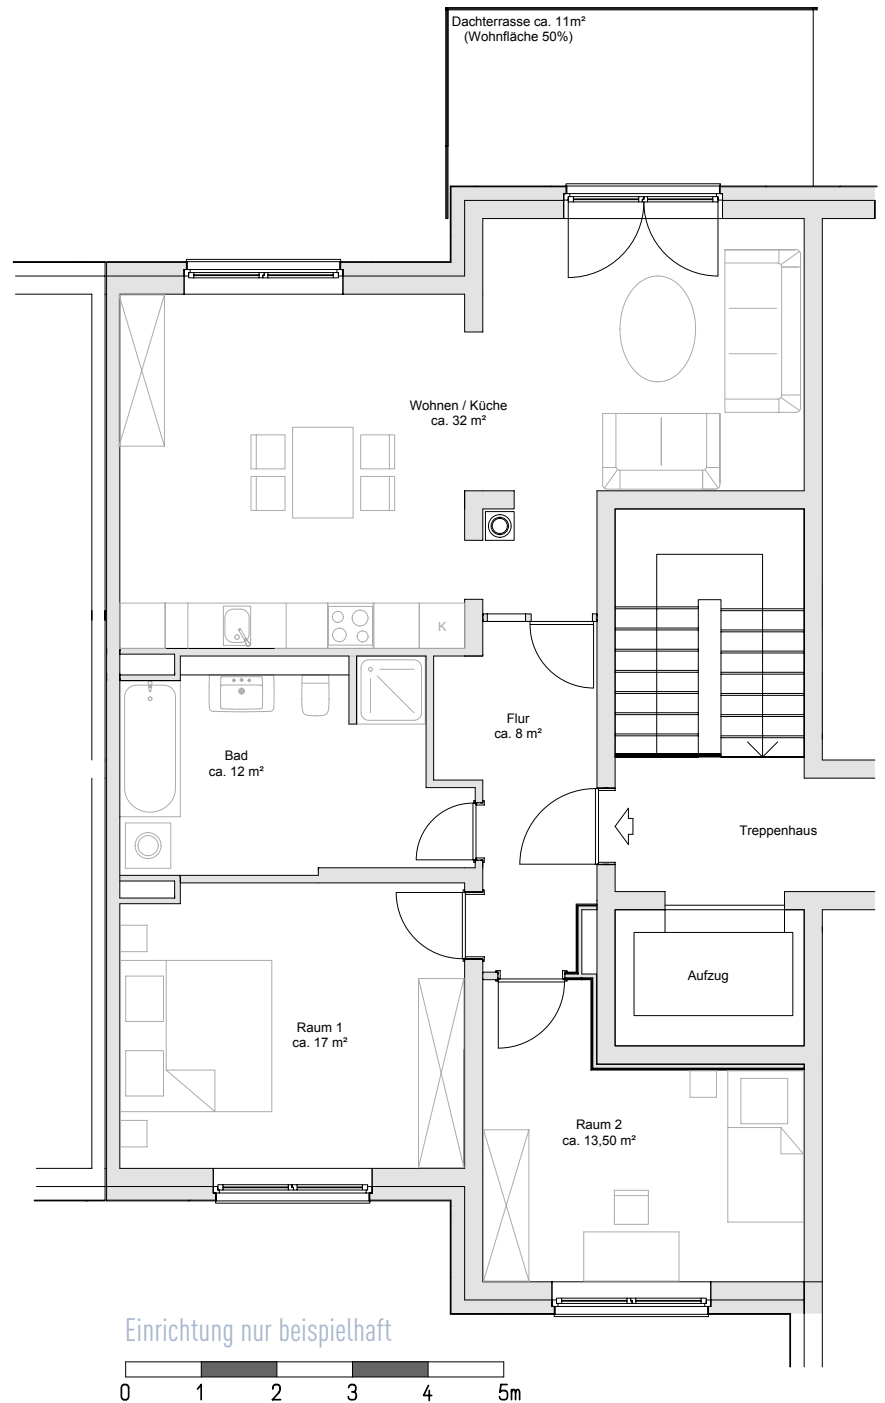 Dachterrasse ca. 11m²
(Wohnfläche 50%)
Wohnen / Küche
ca. 32 m²
K
Flur
ca. 8 m²
Bad
ca. 12 m²
Treppenhaus
Aufzug
Raum 1
ca. 17 m²
Raum 2
ca. 13,50 m²
Einrichtung nur beispielhaft
0 1 2 3 4 5m